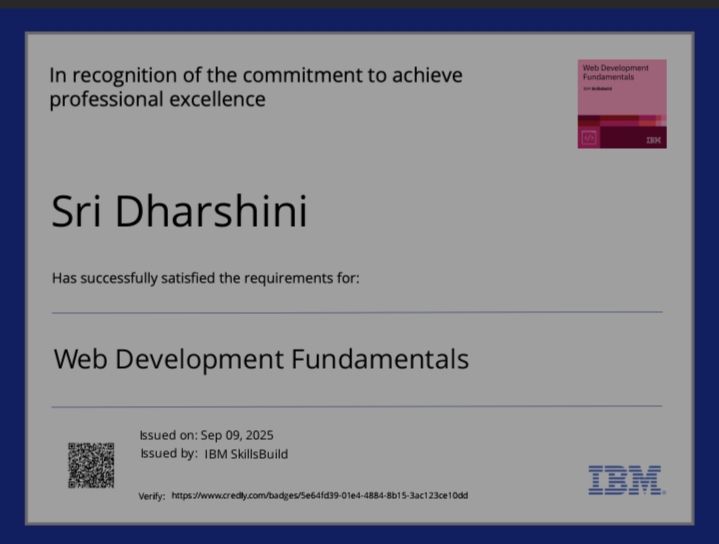 In recognition of the commitment to achieve
professional excellence
Web Development
Fundamentals
IBM SkillsBuild
IBM
Sri Dharshini
Has successfully satisfied the requirements for:
Web Development Fundamentals
Issued on: Sep 09, 2025
Issued by: IBM SkillsBuild
Verify: https://www.credly.com/badges/5e64fd39-01e4-4884-8b15-3ac123ce10dd
IBM